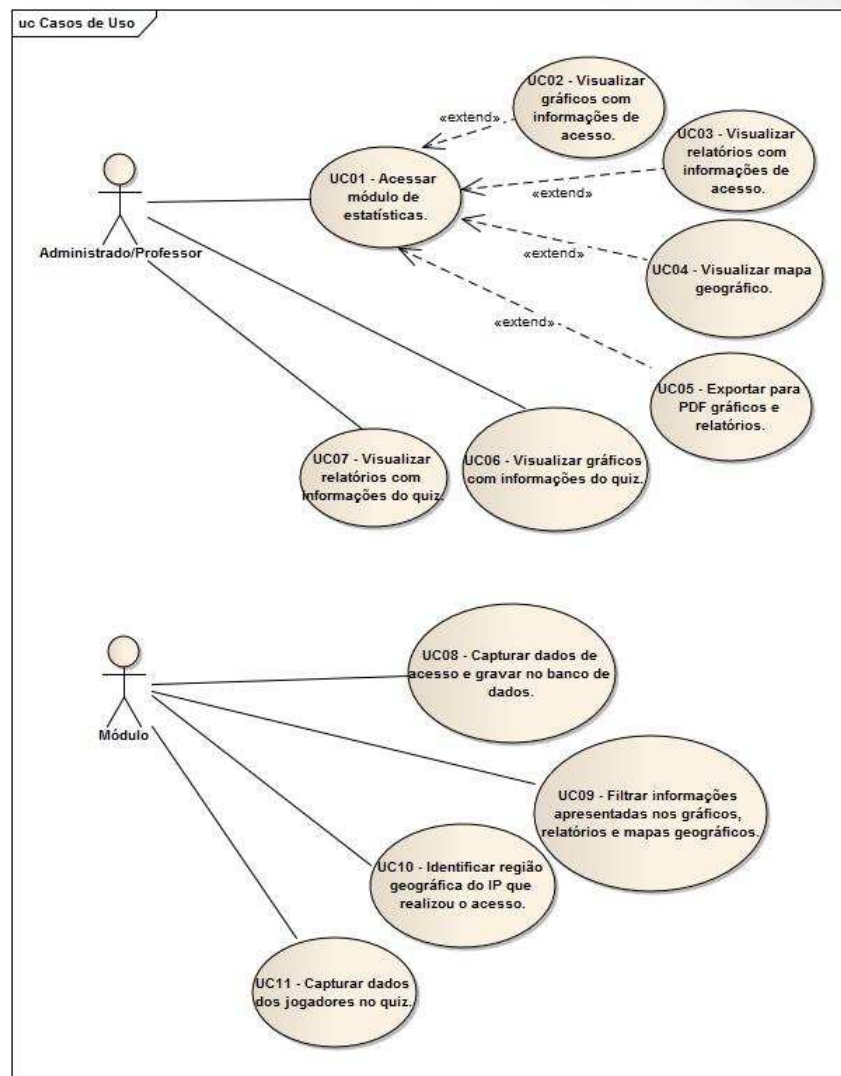 uc Casos de Uso
UC02 - Visualizar
gráficos com
informações de
acesso.
«extend»
UC03 - Visualizar
relatórios com
informações de
acesso.
«extend»
UC01 - Acessar
módulo de
estatísticas.
Administrado/Professor
«extend»
UC04 - Visualizar mapa
geográfico.
«extend»
UC05 - Exportar para
PDF gráficos e
relatórios.
UC07 - Visualizar
relatórios com
informações do quiz.
UC06 - Visualizar gráficos
com informações do quiz.
UC08 - Capturar dados de
acesso e gravar no banco de
dados.
Módulo
UC09 - Filtrar informações
apresentadas nos gráficos,
relatórios e mapas geográficos.
UC10 - Identificar região
geográfica do IP que
realizou o acesso.
UC11 - Capturar dados
dos jogadores no quiz.